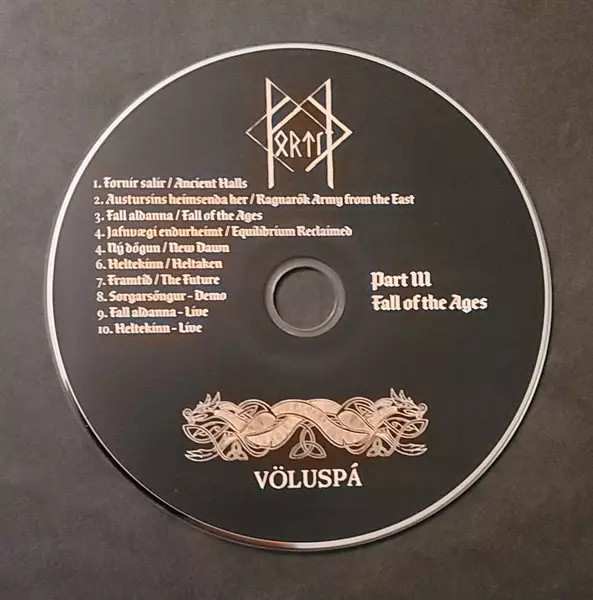 FORTÍÐ
1. Fornir salir / Ancient Halls
2. Austursins heimsenda her / Ragnarök Army from the East
3. Fall aldanna / Fall of the Ages
4. Jafnvægi endurheimt / Equilibrium Reclaimed
4. Ný dögun / New Dawn
6. Heltekinn / Heltaken
7. Framtíð / The Future
8. Sorgarsöngur - Demo
9. Fall aldanna - Live
10. Heltekinn - Live
Part III
Fall of the Ages
VÖLUSPÁ